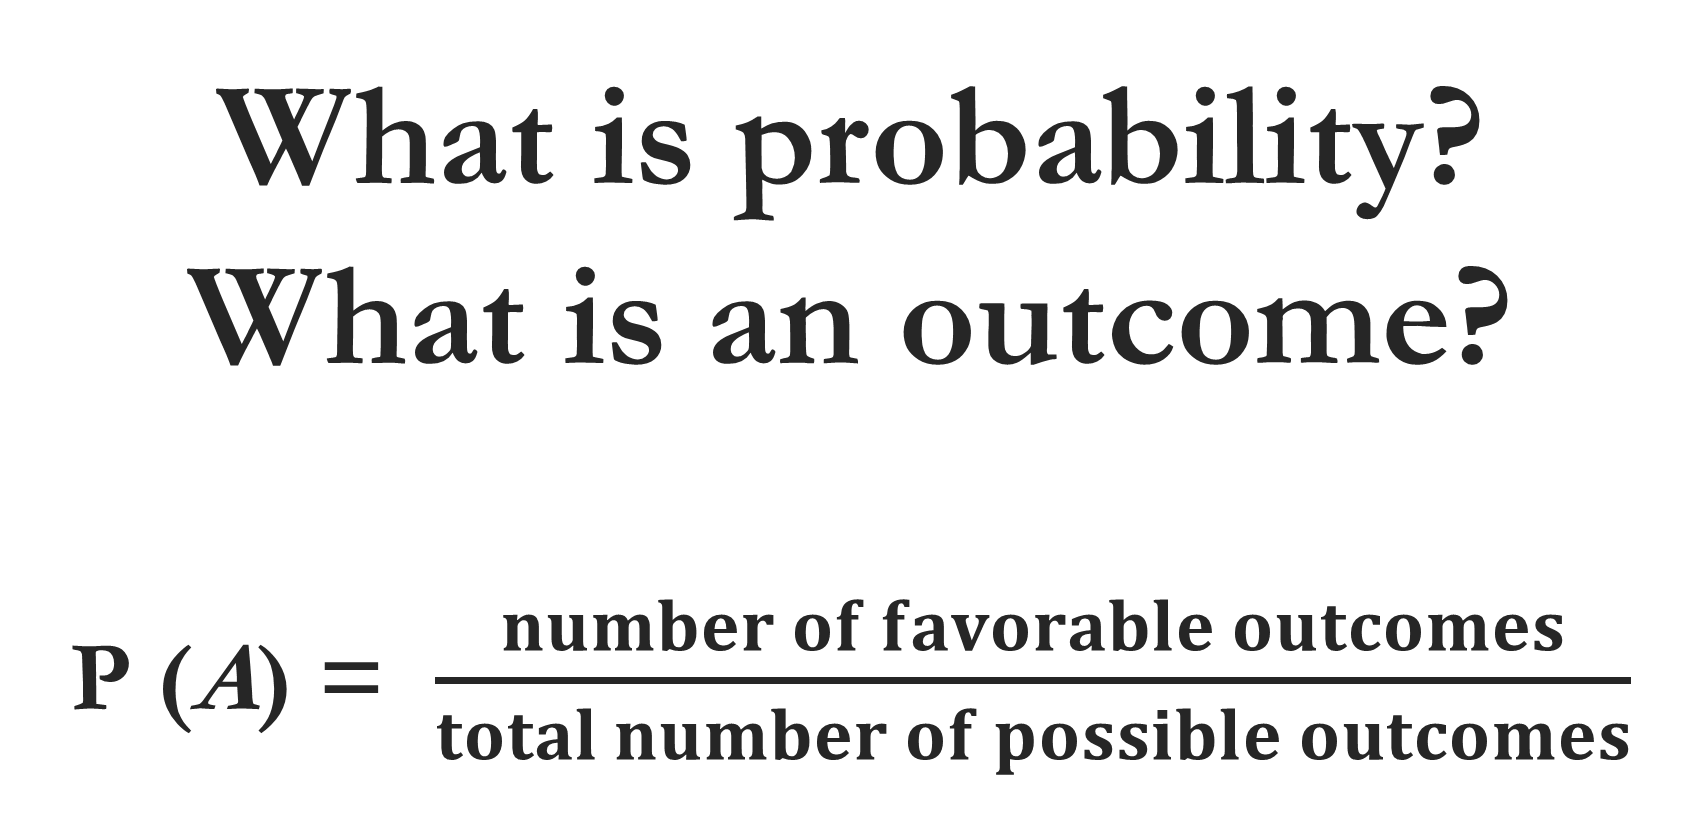 What is probability?
What is an outcome?
P (A) = number of favorable outcomes
total number of possible outcomes